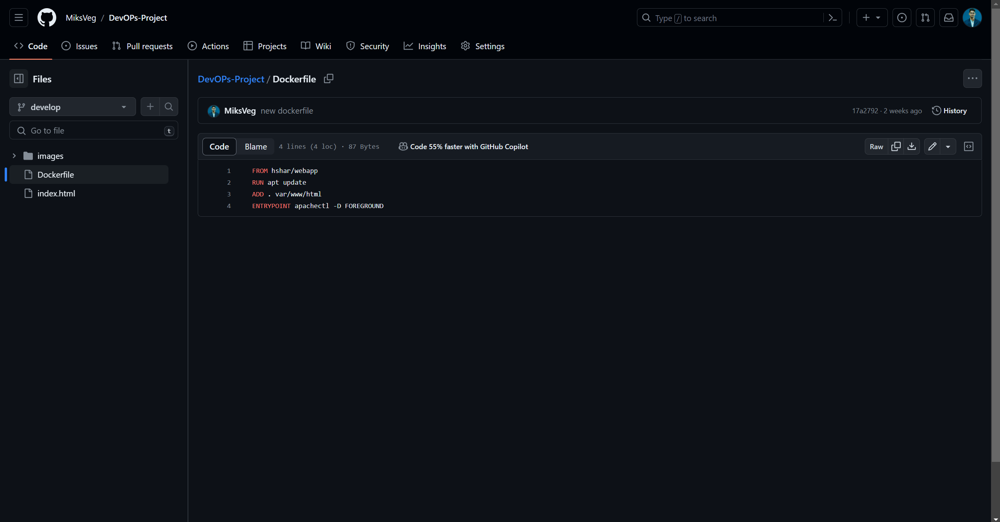 MiksVeg / DevOPs-Project
Type / to search
Code
Issues
Pull requests
Actions
Projects
Wiki
Security
Insights
Settings
Files
develop
Go to file
t
images
Dockerfile
index.html
DevOPs-Project / Dockerfile
MiksVeg new dockerfile
17a2792 · 2 weeks ago
History
Code
Blame
4 lines (4 loc) · 87 Bytes
Code 55% faster with GitHub Copilot
Raw
1 FROM hshar/webapp
2 RUN apt update
3 ADD . var/www/html
4 ENTRYPOINT apachectl -D FOREGROUND